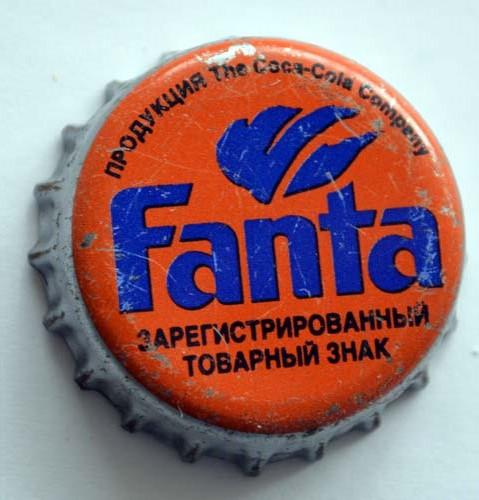 ПРОДУКЦИЯ The Coca-Cola Company
Fanta
ЗАРЕГИСТРИРОВАННЫЙ
ТОВАРНЫЙ ЗНАК